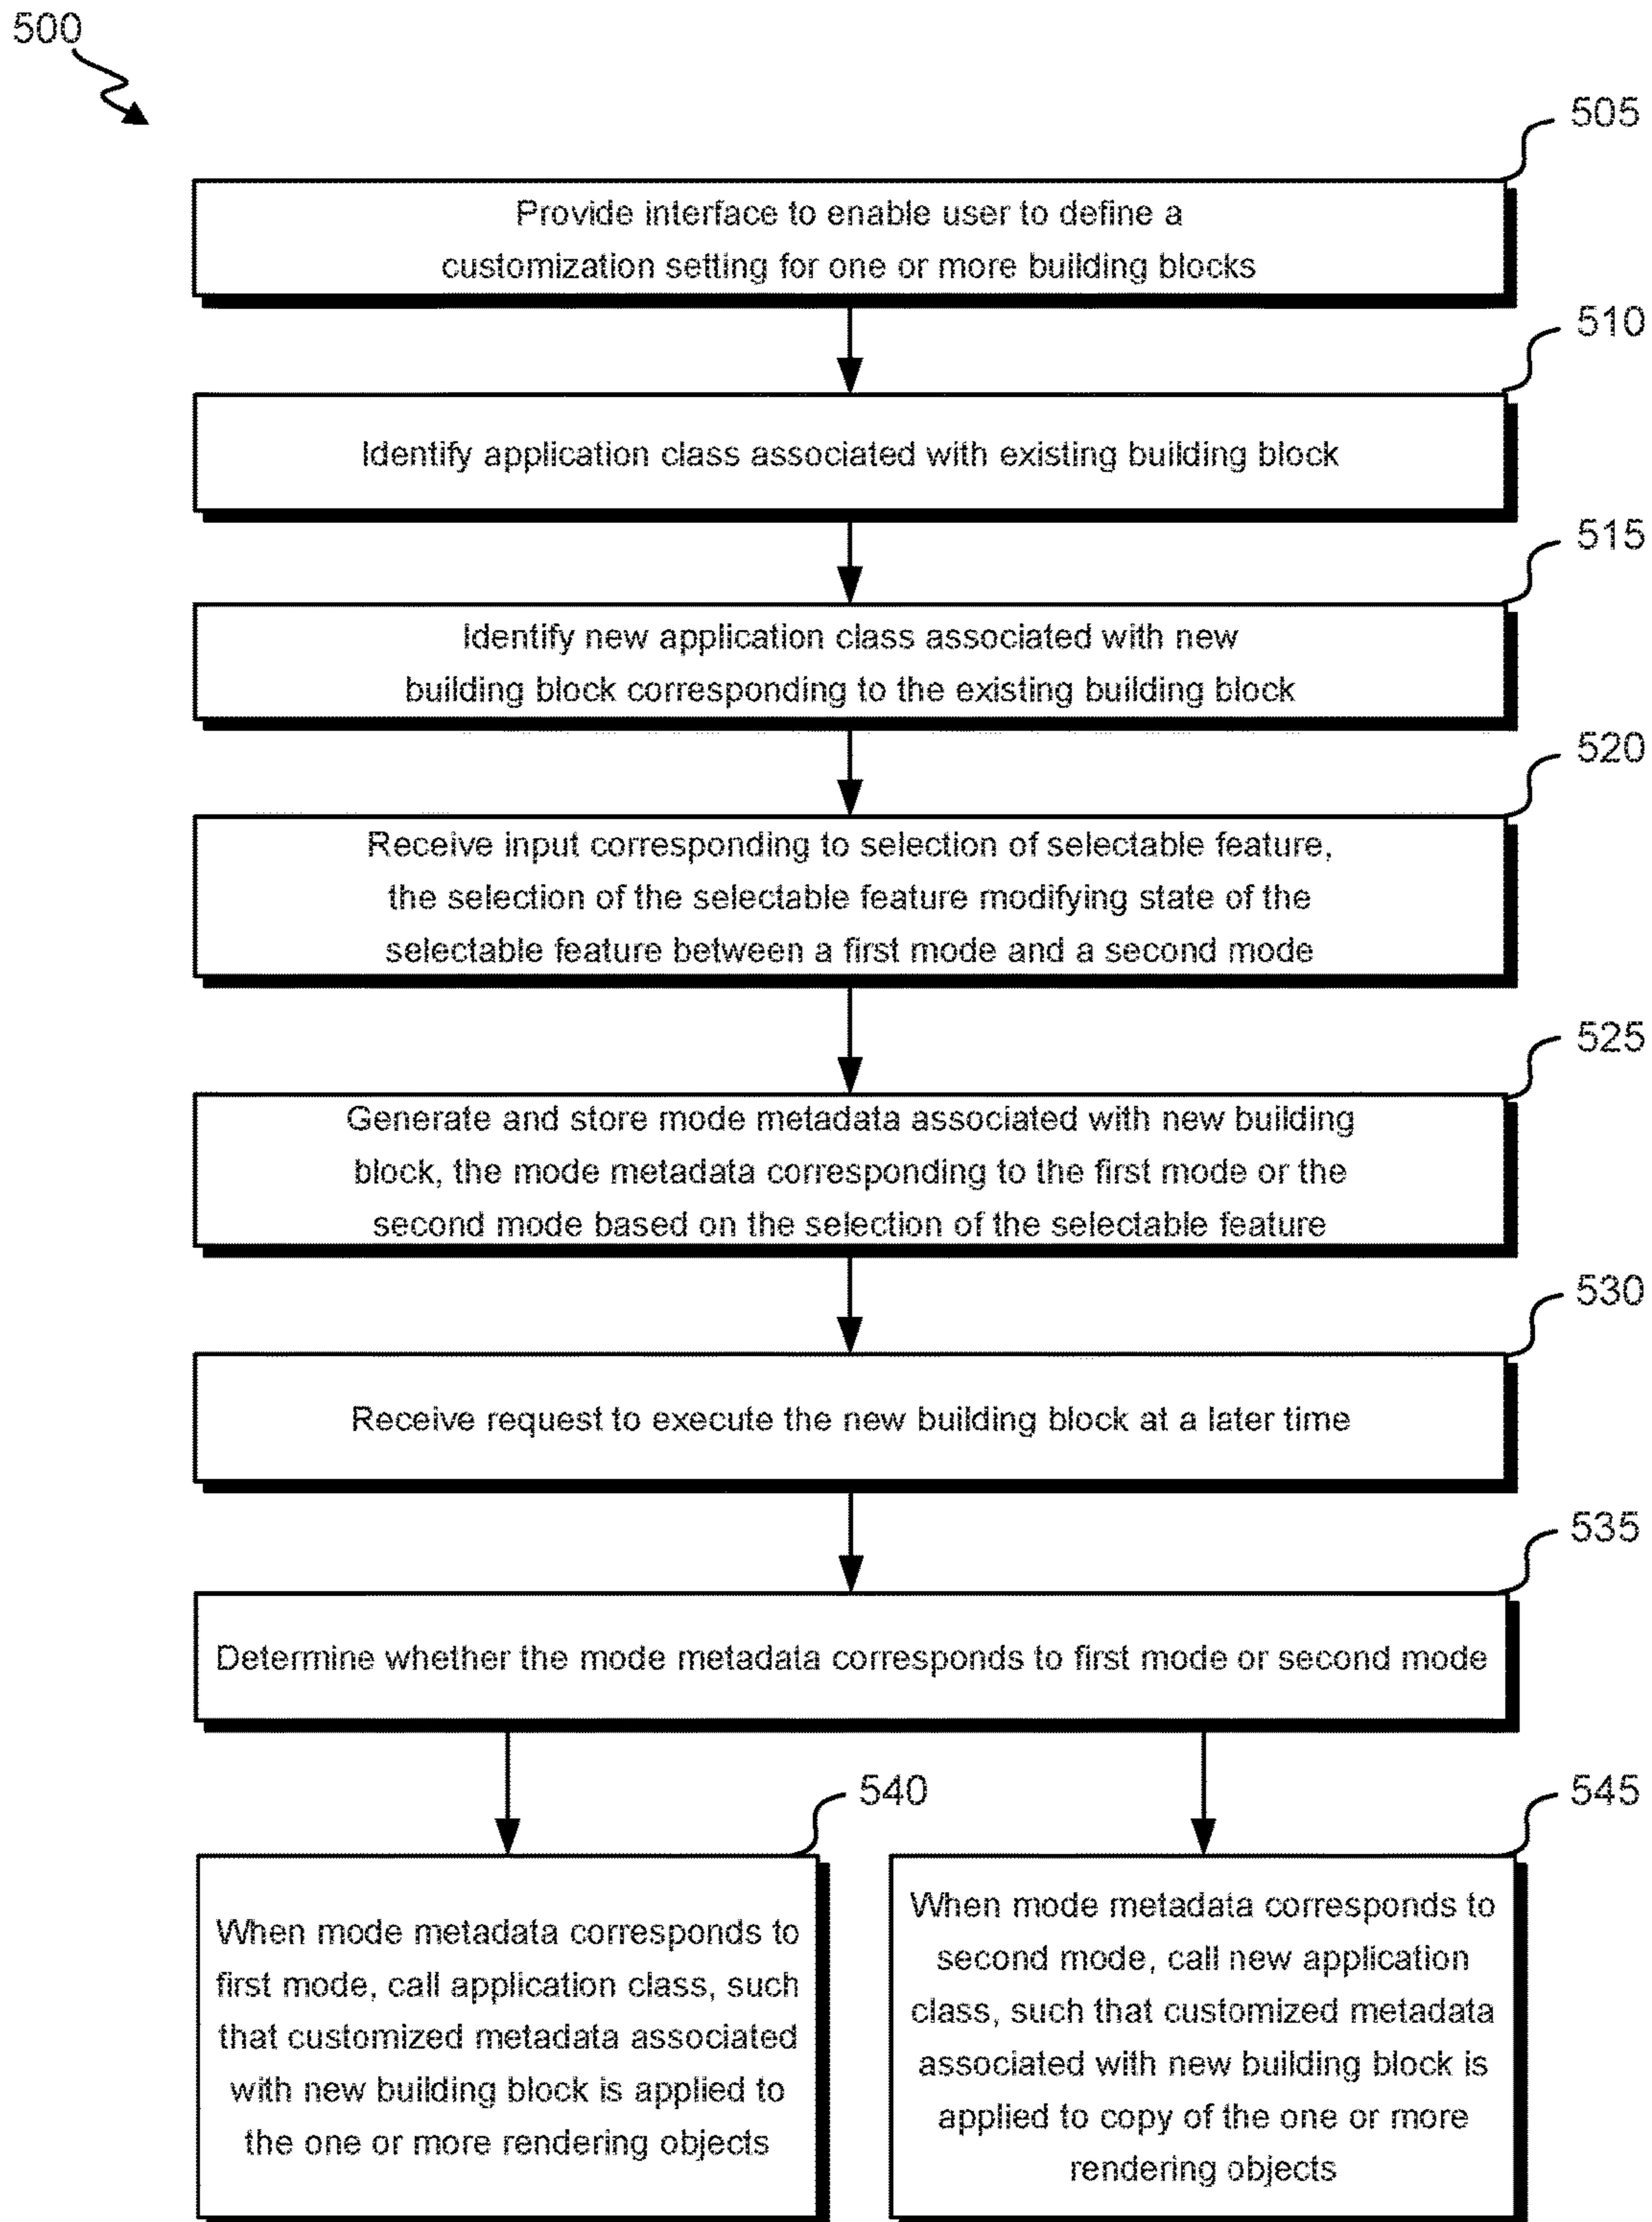 500
505
Provide interface to enable user to define a
customization setting for one or more building blocks
510
Identify application class associated with existing building block
515
Identify new application class associated with new
building block corresponding to the existing building block
520
Receive input corresponding to selection of selectable feature,
the selection of the selectable feature modifying state of the
selectable feature between a first mode and a second mode
525
Generate and store mode metadata associated with new building
block, the mode metadata corresponding to the first mode or the
second mode based on the selection of the selectable feature
530
Receive request to execute the new building block at a later time
535
Determine whether the mode metadata corresponds to first mode or second mode
540
When mode metadata corresponds to
first mode, call application class, such
that customized metadata associated
with new building block is applied to
the one or more rendering objects
545
When mode metadata corresponds to
second mode, call new application
class, such that customized metadata
associated with new building block is
applied to copy of the one or more
rendering objects